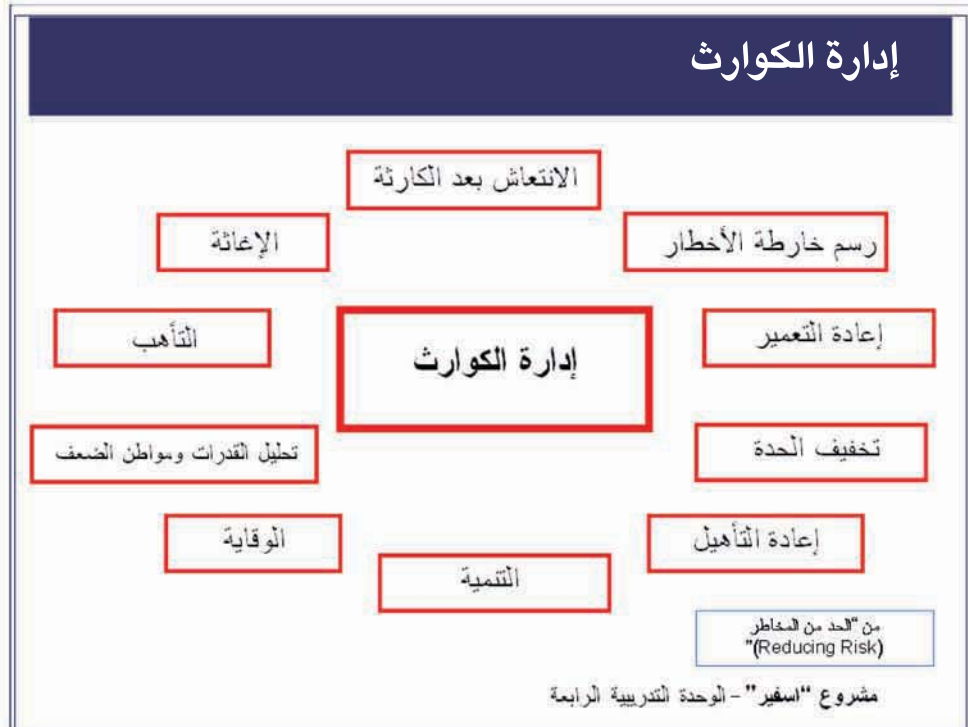 إدارة الكوارث
الانتعاش بعد الكارثة
رسم خارطة الأخطار
الإغاثة
إعادة التعمير
التأهب
إدارة الكوارث
تخفيف الحدة
تحليل القدرات ومواطن الضعف
إعادة التأهيل
الوقاية
التنمية
من "الحد من المخاطر
(Reducing Risk)"
مشروع "اسفير" – الوحدة التدريبية الرابعة